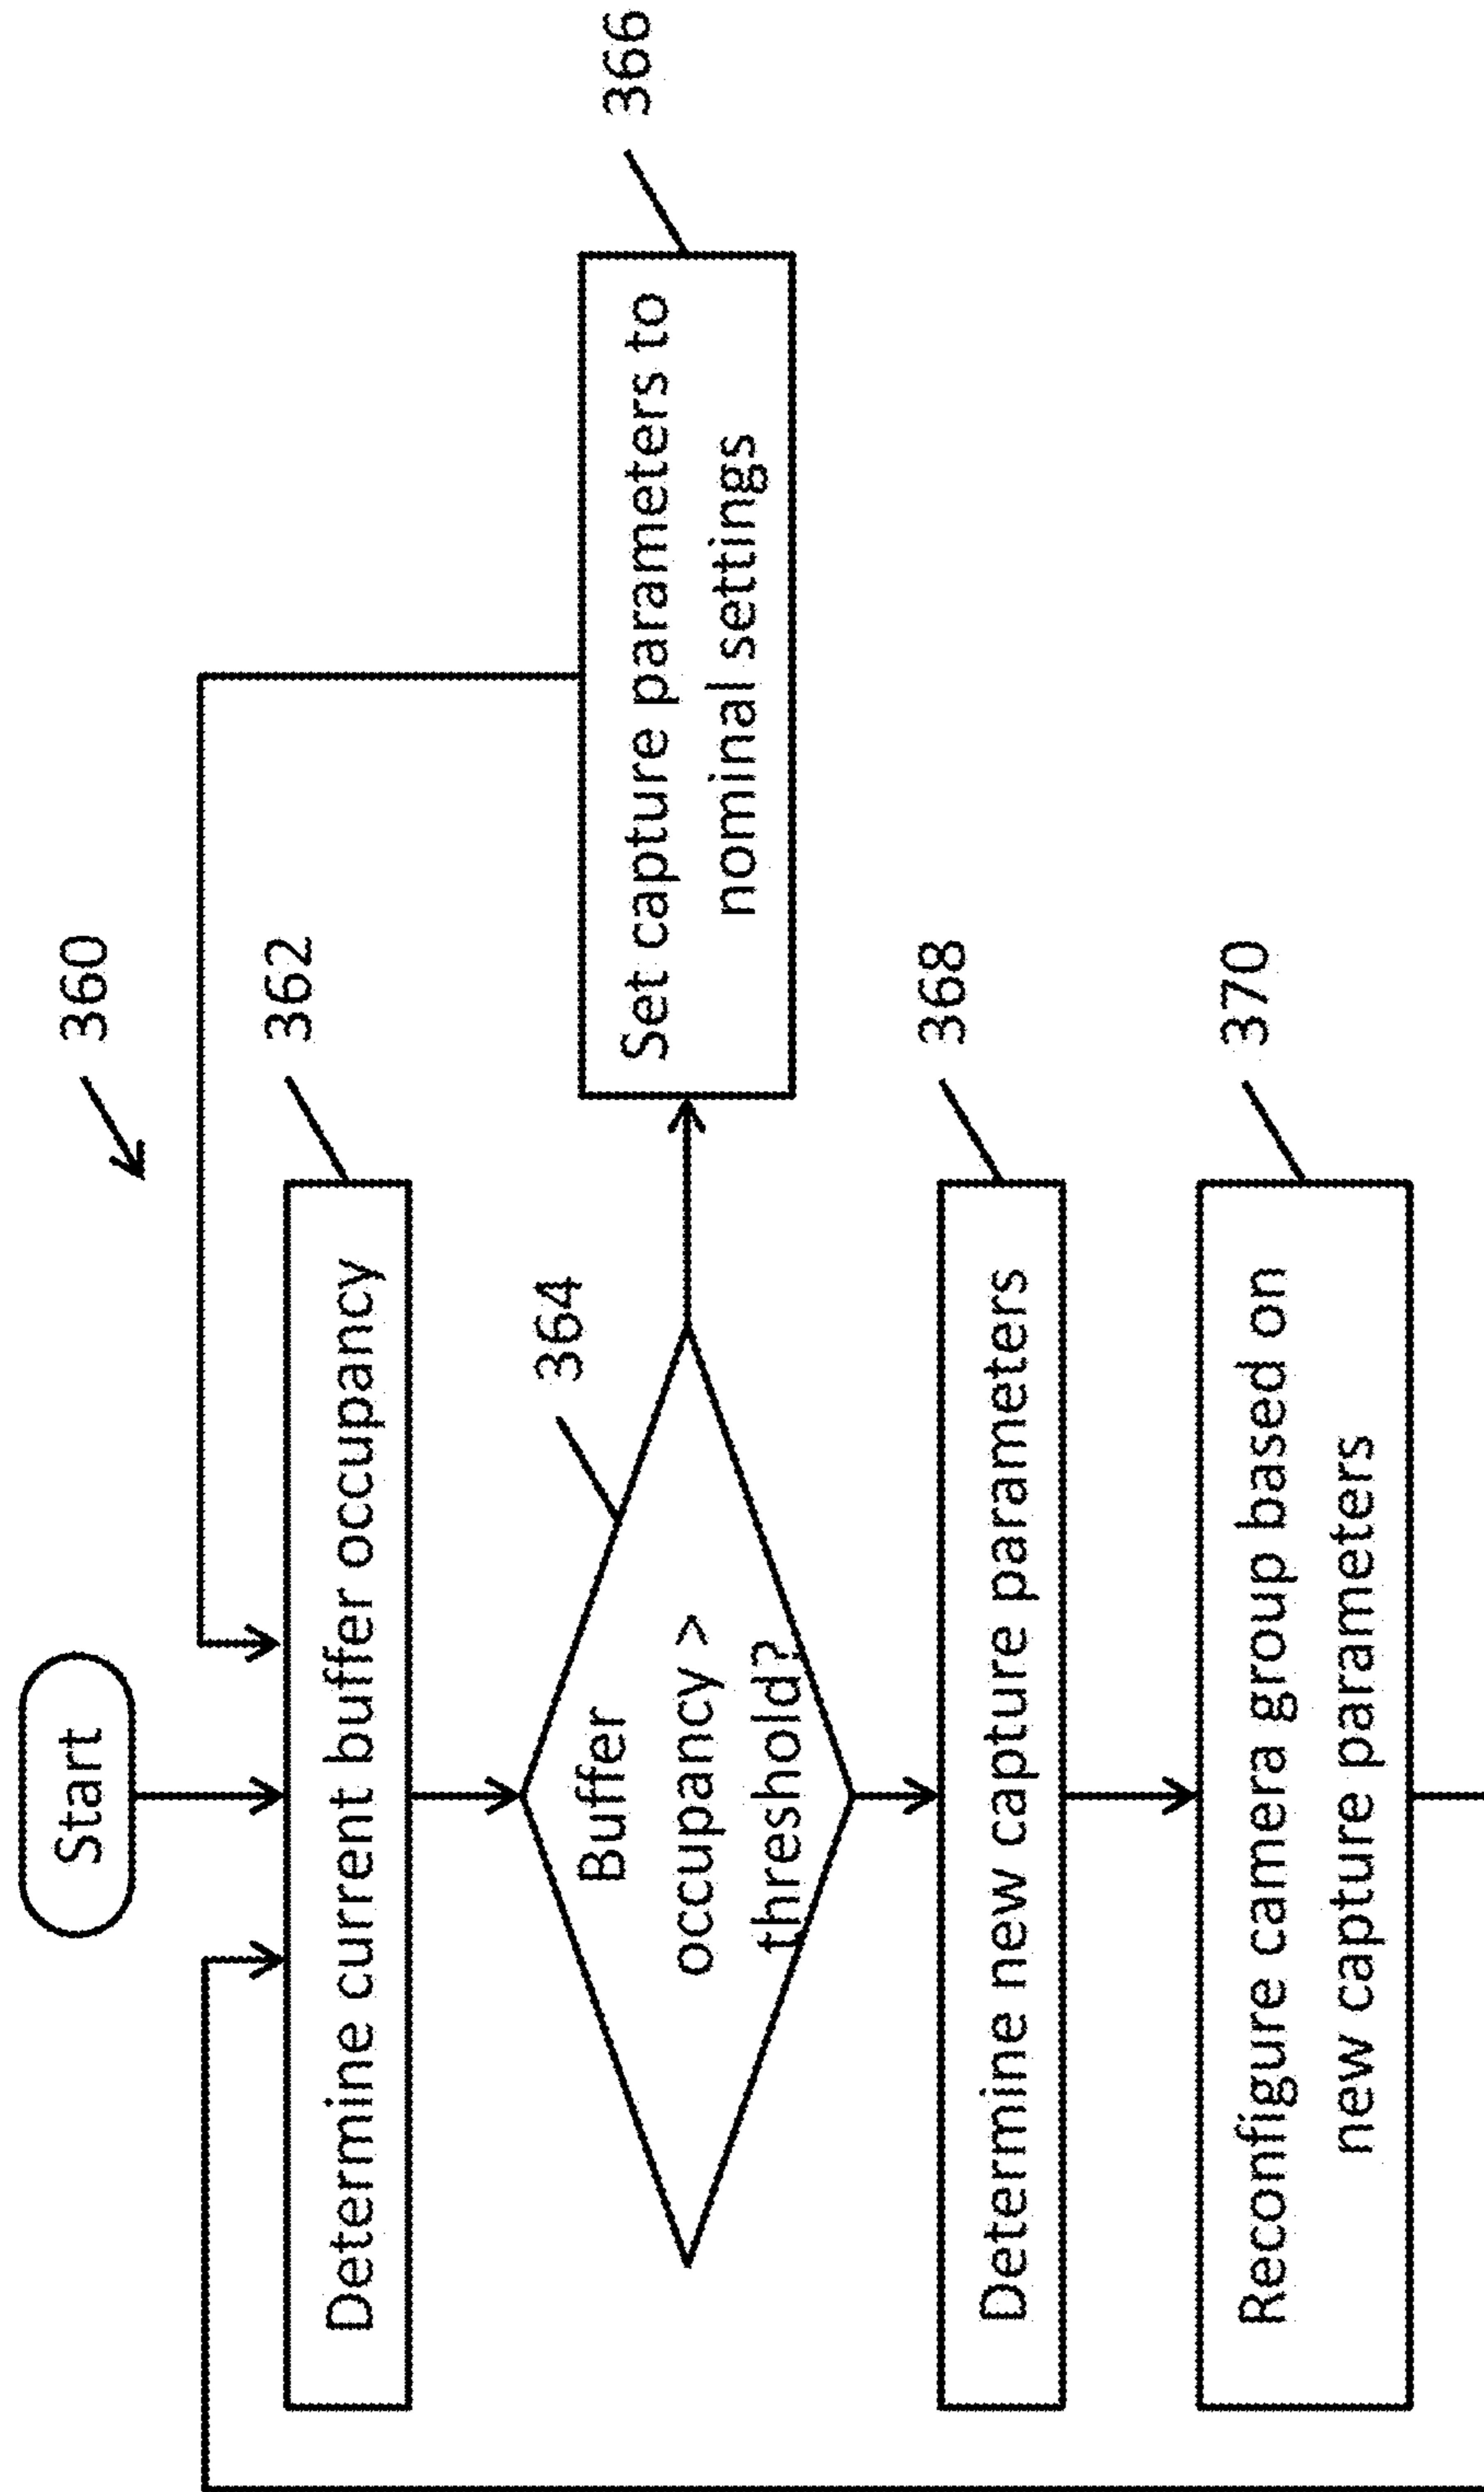 Start
360
Determine current buffer occupancy
362
Buffer
occupancy >
threshold?
364
Set capture parameters to
nominal settings
366
Determine new capture parameters
368
Reconfigure camera group based on
new capture parameters
370